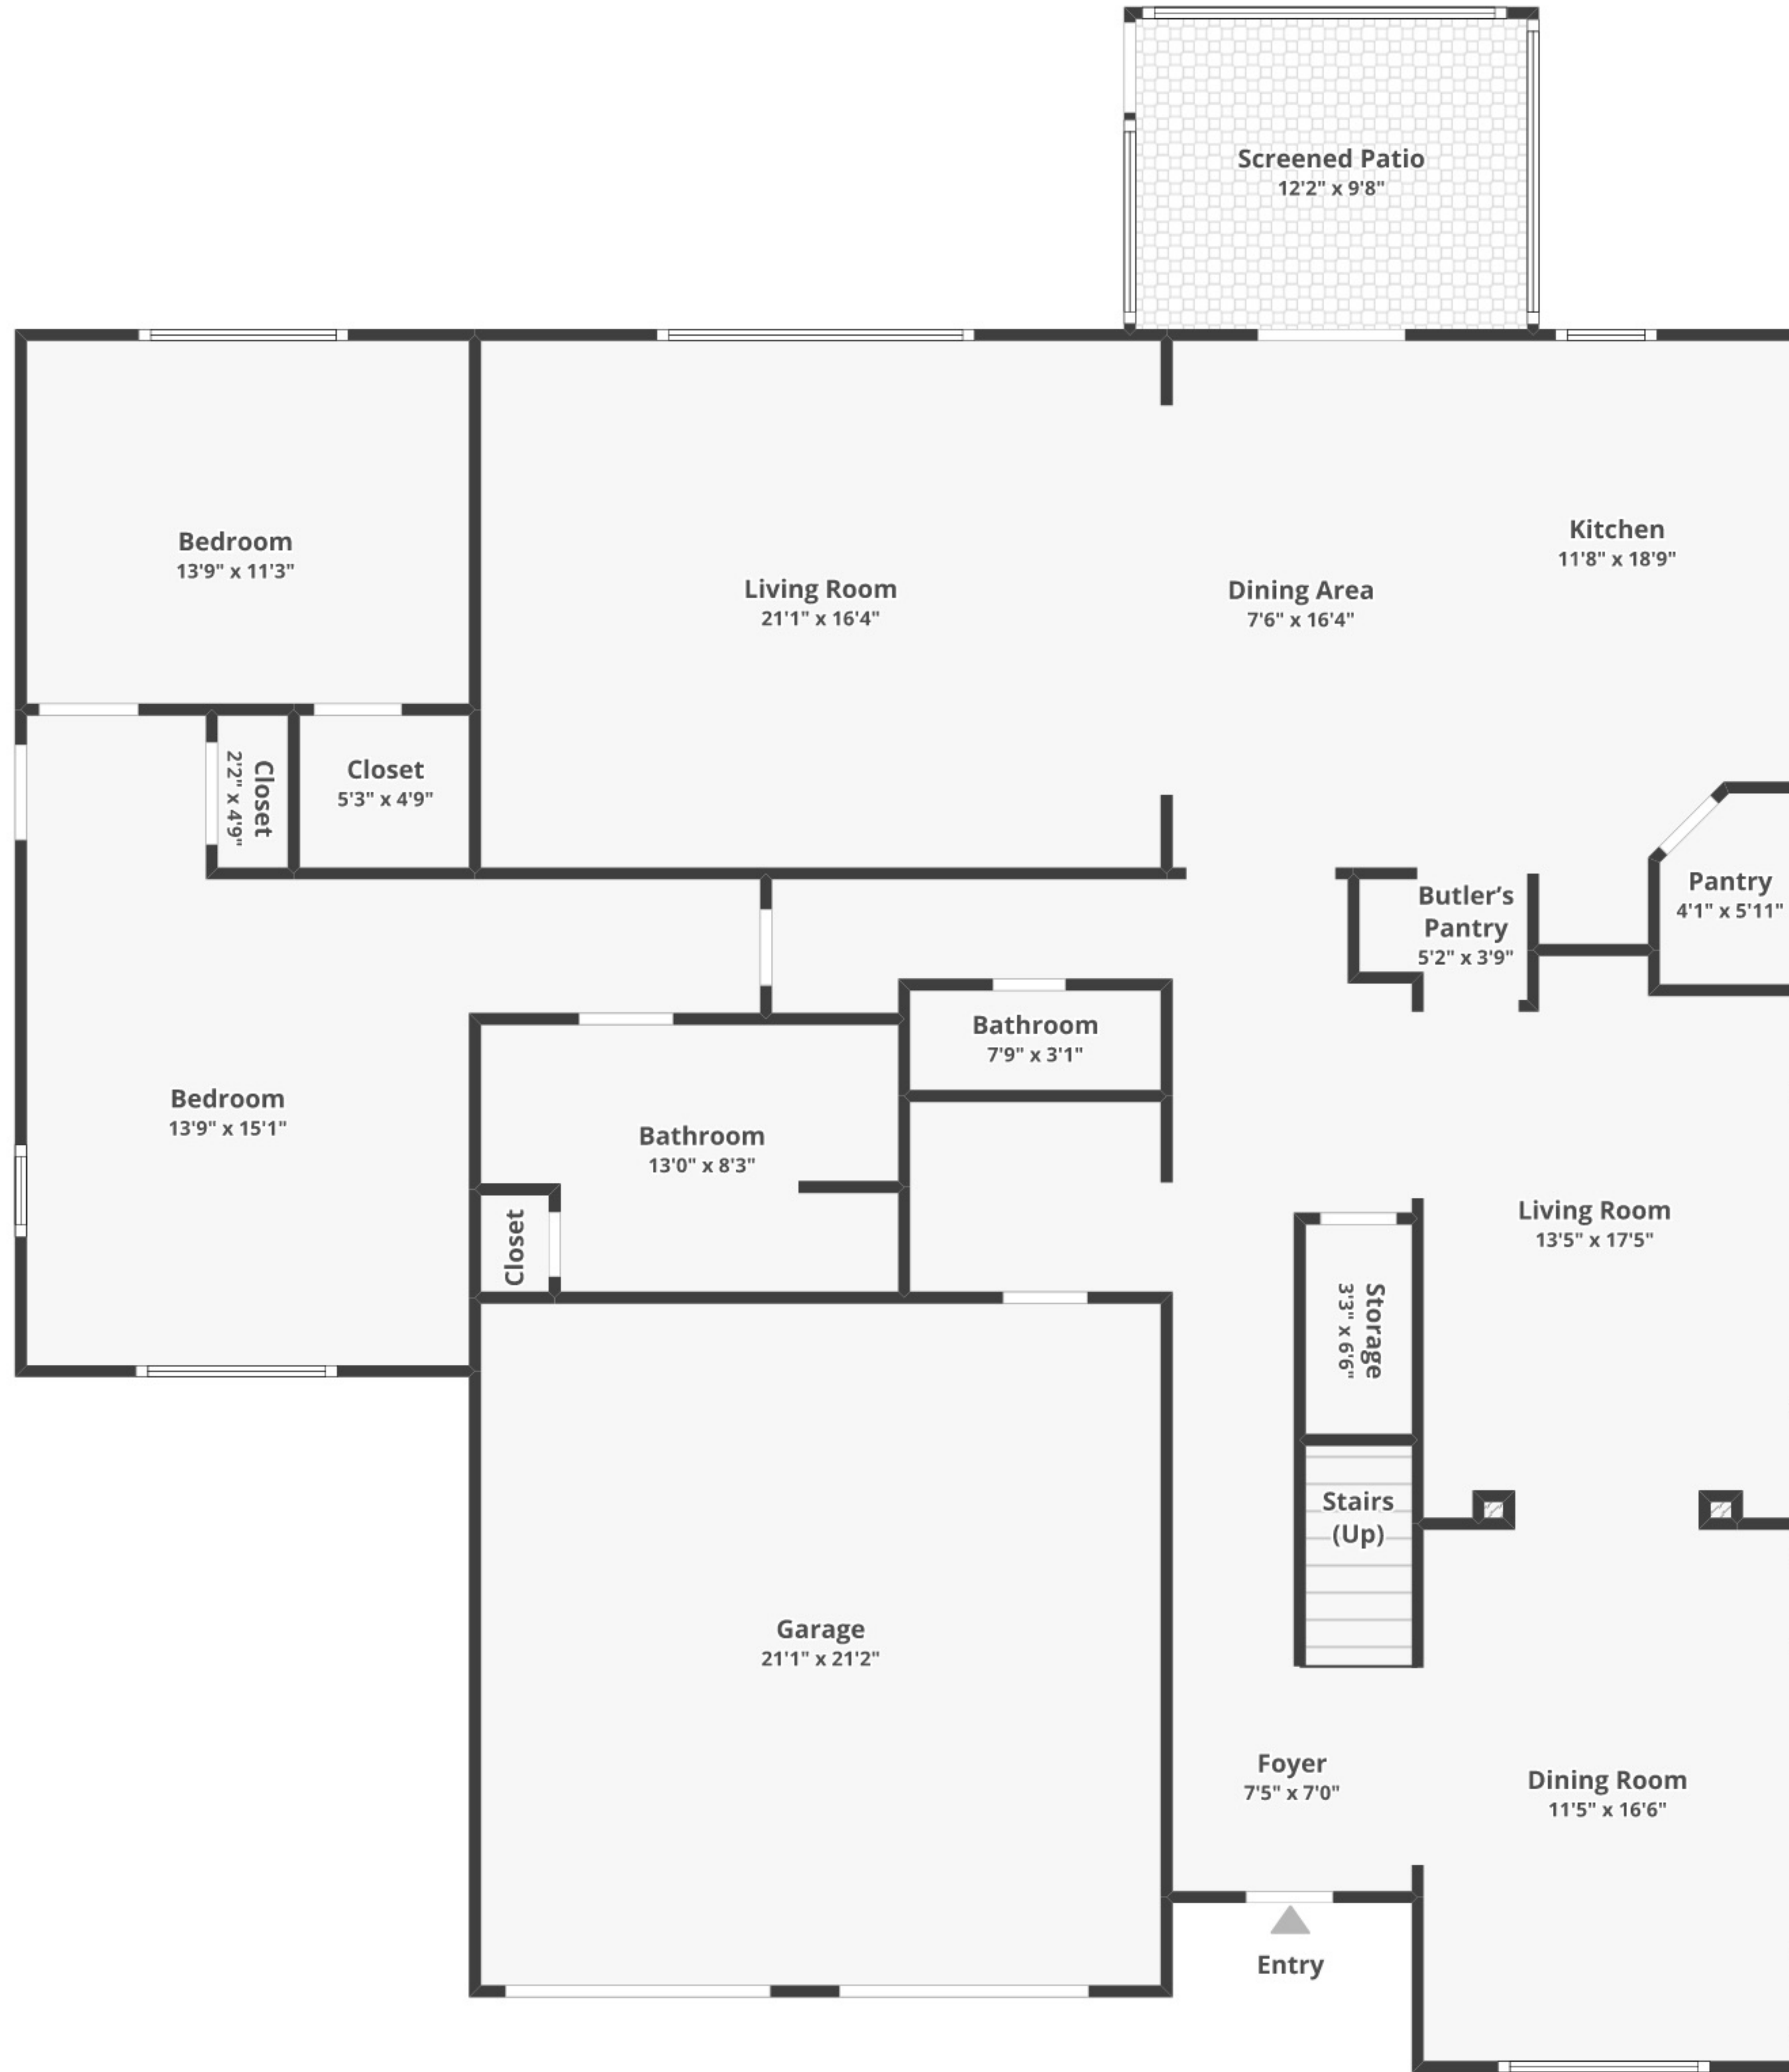 Screened Patio
12'2" x 9'8"
Bedroom
13'9" x 11'3"
Living Room
21'1" x 16'4"
Dining Area
7'6" x 16'4"
Kitchen
11'8" x 18'9"
Closet
2'2" x 4'9"
Closet
5'3" x 4'9"
Butler’s
Pantry
5'2" x 3'9"
Pantry
4'1" x 5'11"
Bedroom
13'9" x 15'1"
Bathroom
13'0" x 8'3"
Bathroom
7'9" x 3'1"
Closet
Living Room
13'5" x 17'5"
Storage
3'3" x 6'6"
Stairs
(Up)
Garage
21'1" x 21'2"
Foyer
7'5" x 7'0"
Dining Room
11'5" x 16'6"
Entry